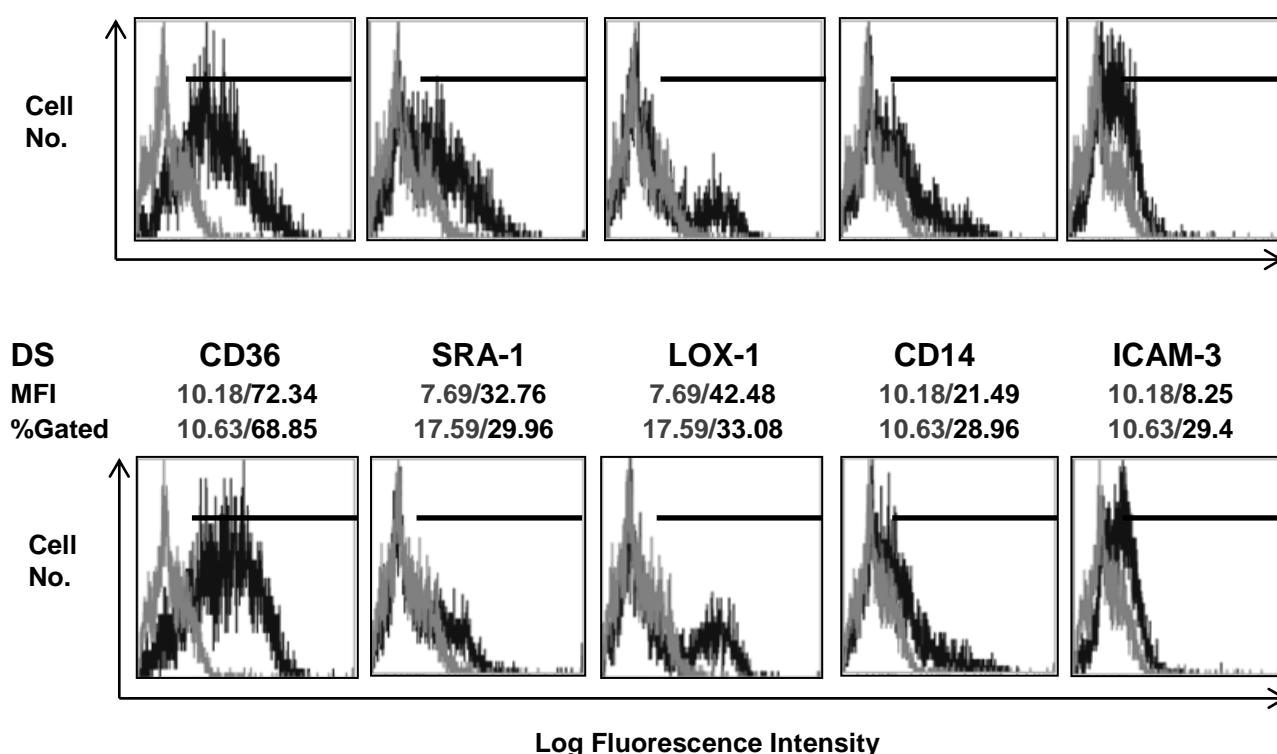 Cell
No.
DS CD36 SRA-1 LOX-1 CD14 ICAM-3
MFI 10.18/72.34 7.69/32.76 7.69/42.48 10.18/21.49 10.18/8.25
%Gated 10.63/68.85 17.59/29.96 17.59/33.08 10.63/28.96 10.63/29.4
Cell
No.
Log Fluorescence Intensity